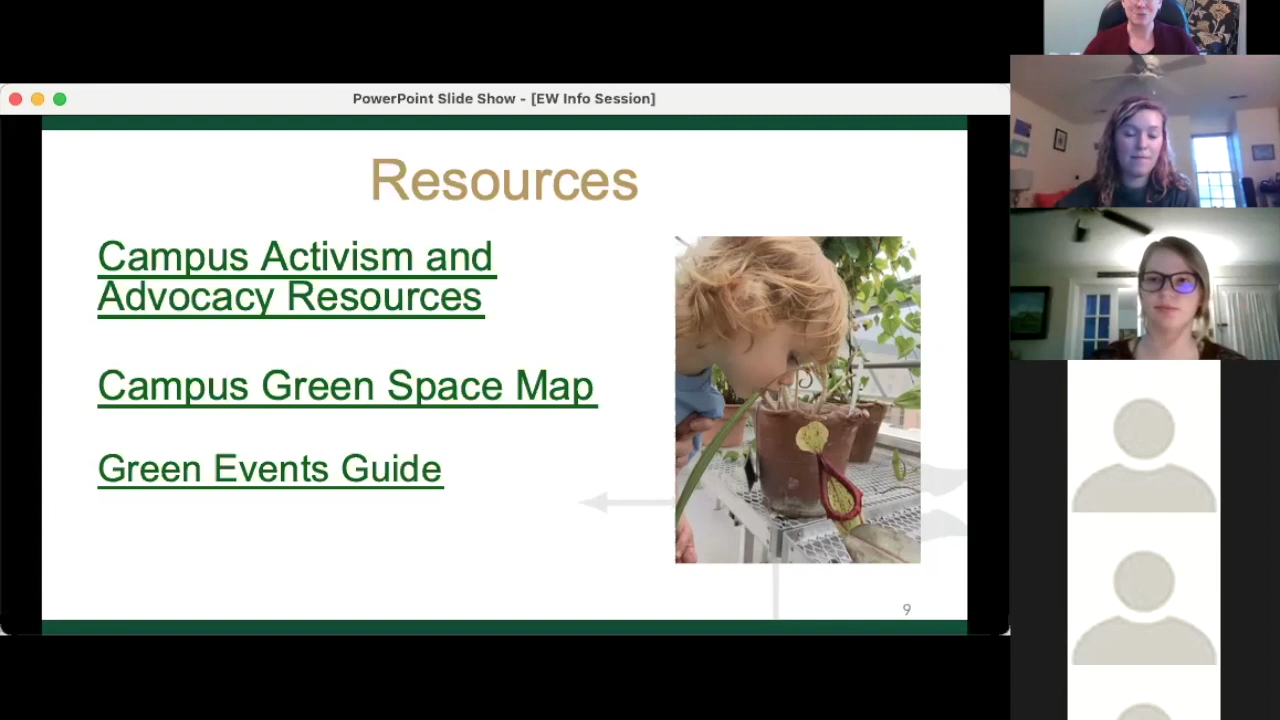 PowerPoint Slide Show - [EW Info Session]
Resources
Campus Activism and
Advocacy Resources
Campus Green Space Map
Green Events Guide
9